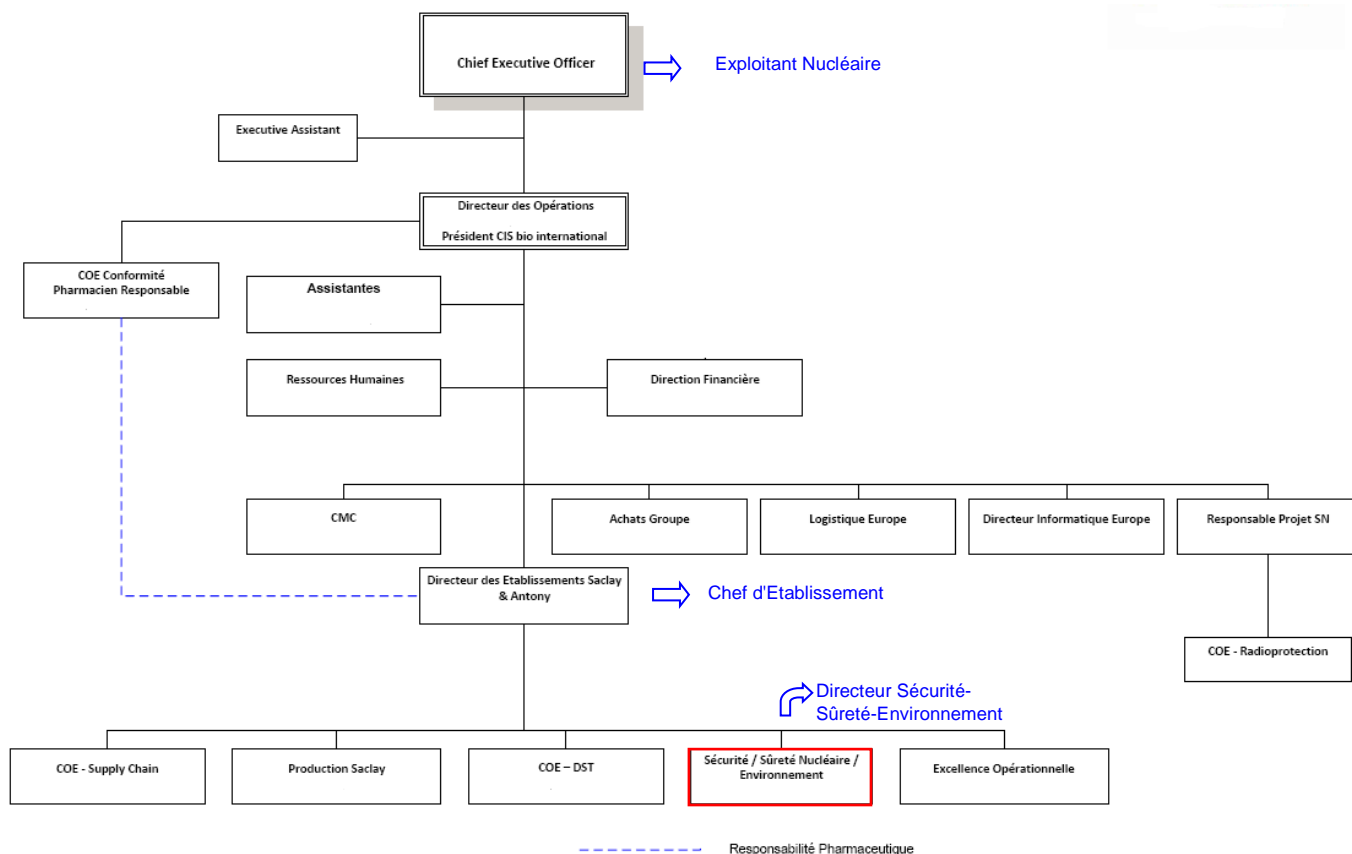 Chief Executive Officer
Exploitant Nucléaire
Executive Assistant
Directeur des Opérations
Président CIS bio international
COE Conformité
Pharmacien Responsable
Assistantes
Ressources Humaines
Direction Financière
CMC
Achats Groupe
Logistique Europe
Directeur Informatique Europe
Responsable Projet SN
Directeur des Etablissements Saclay
& Antony
Chef d'Etablissement
COE - Radioprotection
Directeur Sécurité-
Sûreté-Environnement
COE - Supply Chain
Production Saclay
COE – DST
Sécurité / Sûreté Nucléaire /
Environnement
Excellence Opérationnelle
Responsabilité Pharmaceutique